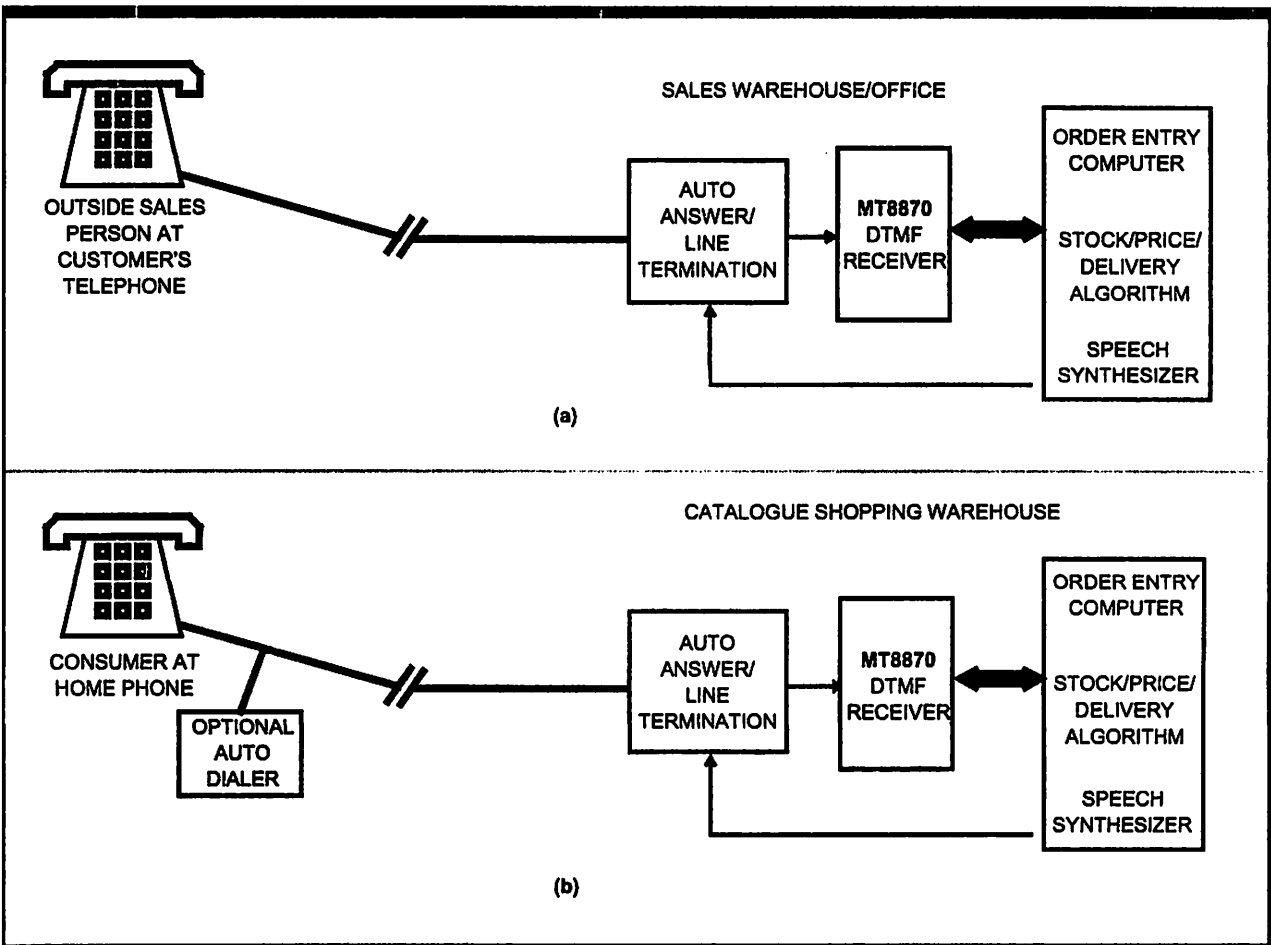 SALES WAREHOUSE/OFFICE
OUTSIDE SALES
PERSON AT
CUSTOMER'S
TELEPHONE
AUTO
ANSWER/
LINE
TERMINATION
MT8870
DTMF
RECEIVER
ORDER ENTRY
COMPUTER
STOCK/PRICE/
DELIVERY
ALGORITHM
SPEECH
SYNTHESIZER
(a)
CATALOGUE SHOPPING WAREHOUSE
CONSUMER AT
HOME PHONE
OPTIONAL
AUTO
DIALER
AUTO
ANSWER/
LINE
TERMINATION
MT8870
DTMF
RECEIVER
ORDER ENTRY
COMPUTER
STOCK/PRICE/
DELIVERY
ALGORITHM
SPEECH
SYNTHESIZER
(b)